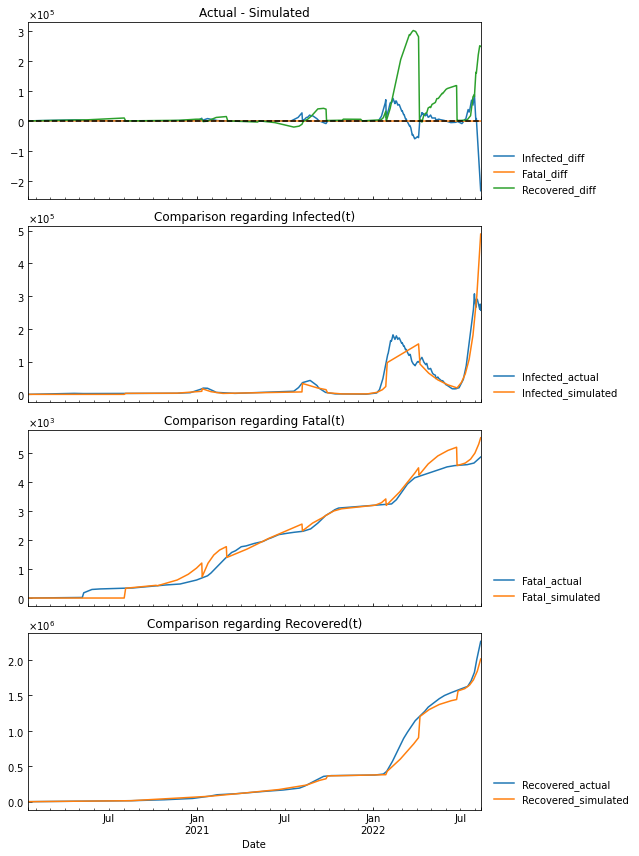 Actual - Simulated
×10⁵
3
2
1
0
−1
−2
Infected_diff
Fatal_diff
Recovered_diff
Comparison regarding Infected(t)
×10⁵
5
4
3
2
1
0
Infected_actual
Infected_simulated
Comparison regarding Fatal(t)
×10³
5
4
3
2
1
0
Fatal_actual
Fatal_simulated
Comparison regarding Recovered(t)
×10⁶
2.0
1.5
1.0
0.5
0.0
Recovered_actual
Recovered_simulated
Jul Jan Jul Jan Jul
2021 2022
Date